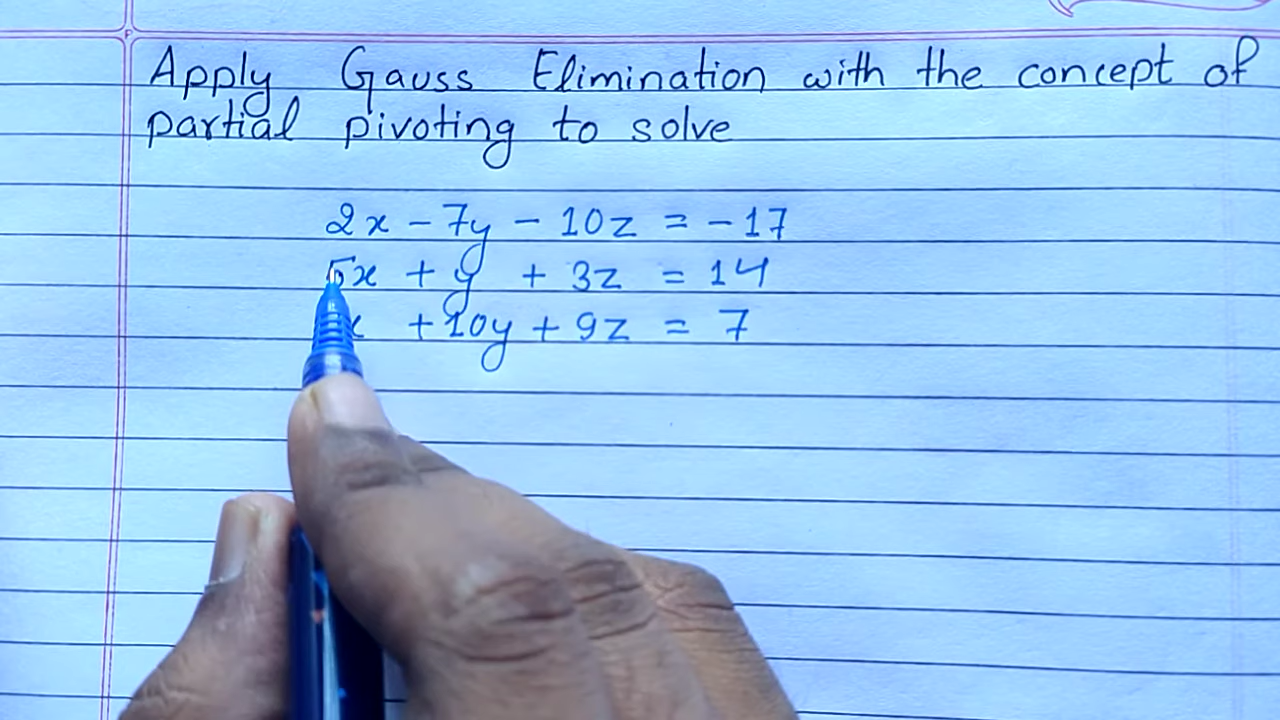 Apply Gauss Elimination with the concept of
partial pivoting to solve
2x - 7y - 10z = -17
5x + y + 3z = 14
x + 10y + 9z = 7